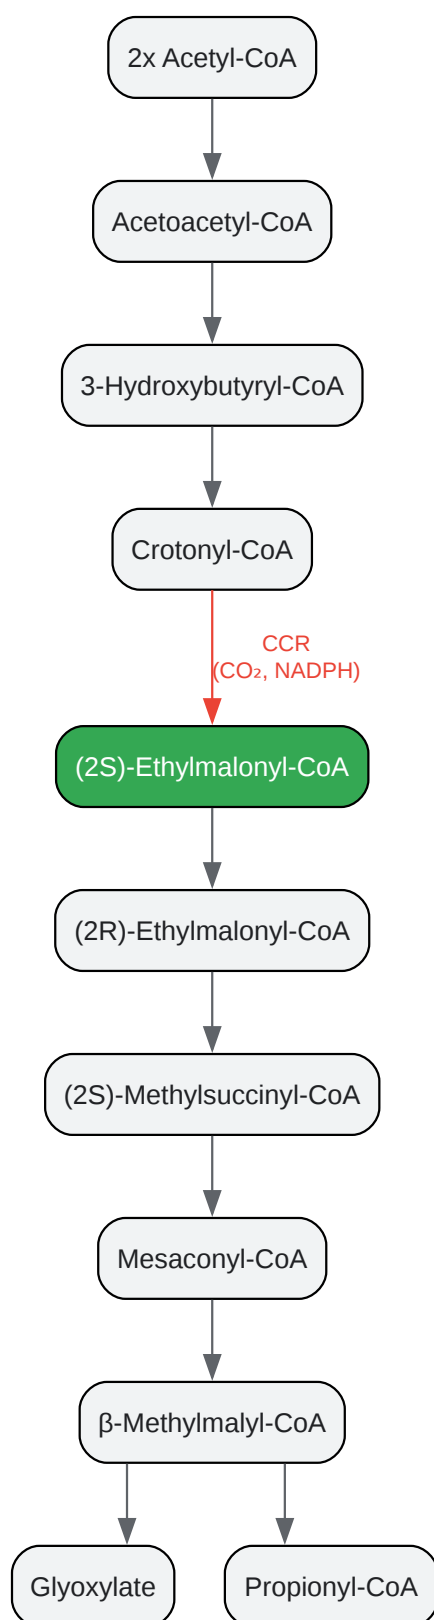 2x Acetyl-CoA
Acetoacetyl-CoA
3-Hydroxybutyryl-CoA
Crotonyl-CoA
CCR
(CO₂, NADPH)
(2S)-Ethylmalonyl-CoA
(2R)-Ethylmalonyl-CoA
(2S)-Methylsuccinyl-CoA
Mesaconyl-CoA
β-Methylmalyl-CoA
Glyoxylate
Propionyl-CoA